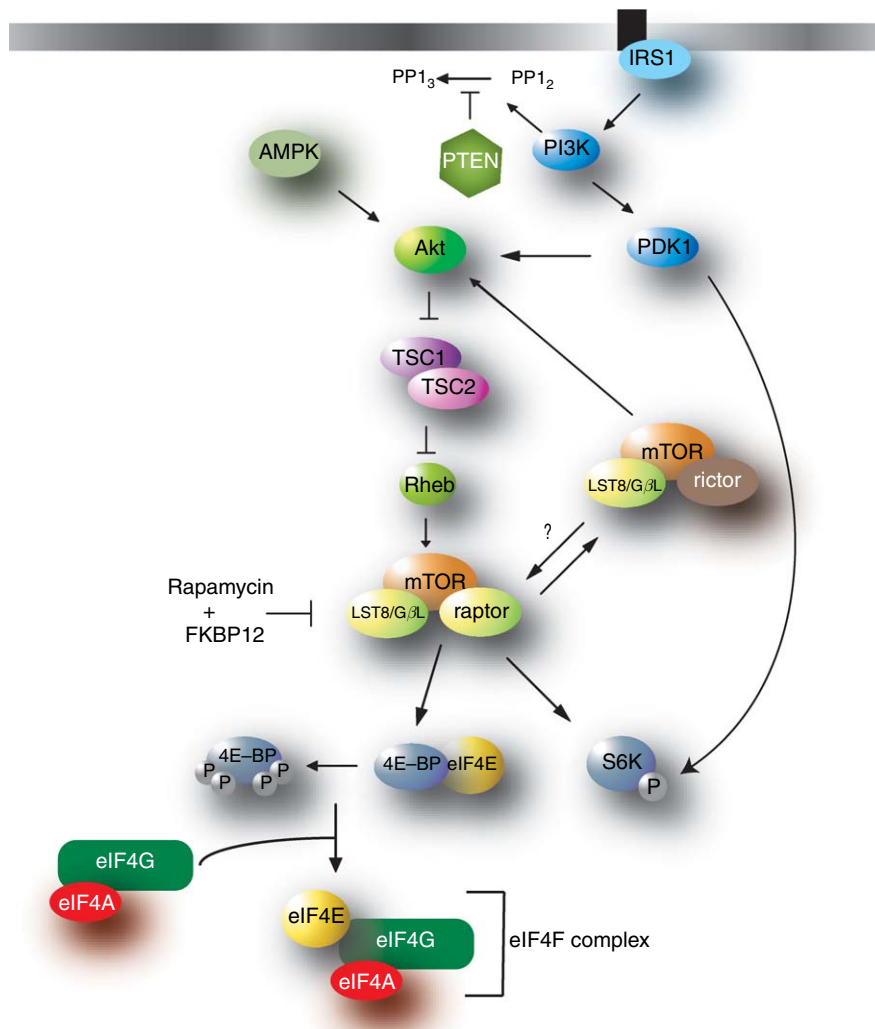 IRS1
PP1₃
PP1₂
AMPK
PTEN
PI3K
Akt
PDK1
TSC1
TSC2
mTOR
LST8/GβL
rictor
Rheb
?
mTOR
LST8/GβL
raptor
Rapamycin
+
FKBP12
4E–BP
P
P
P
P
4E–BP
eIF4E
S6K
P
eIF4G
eIF4A
eIF4E
eIF4G
eIF4A
eIF4F complex